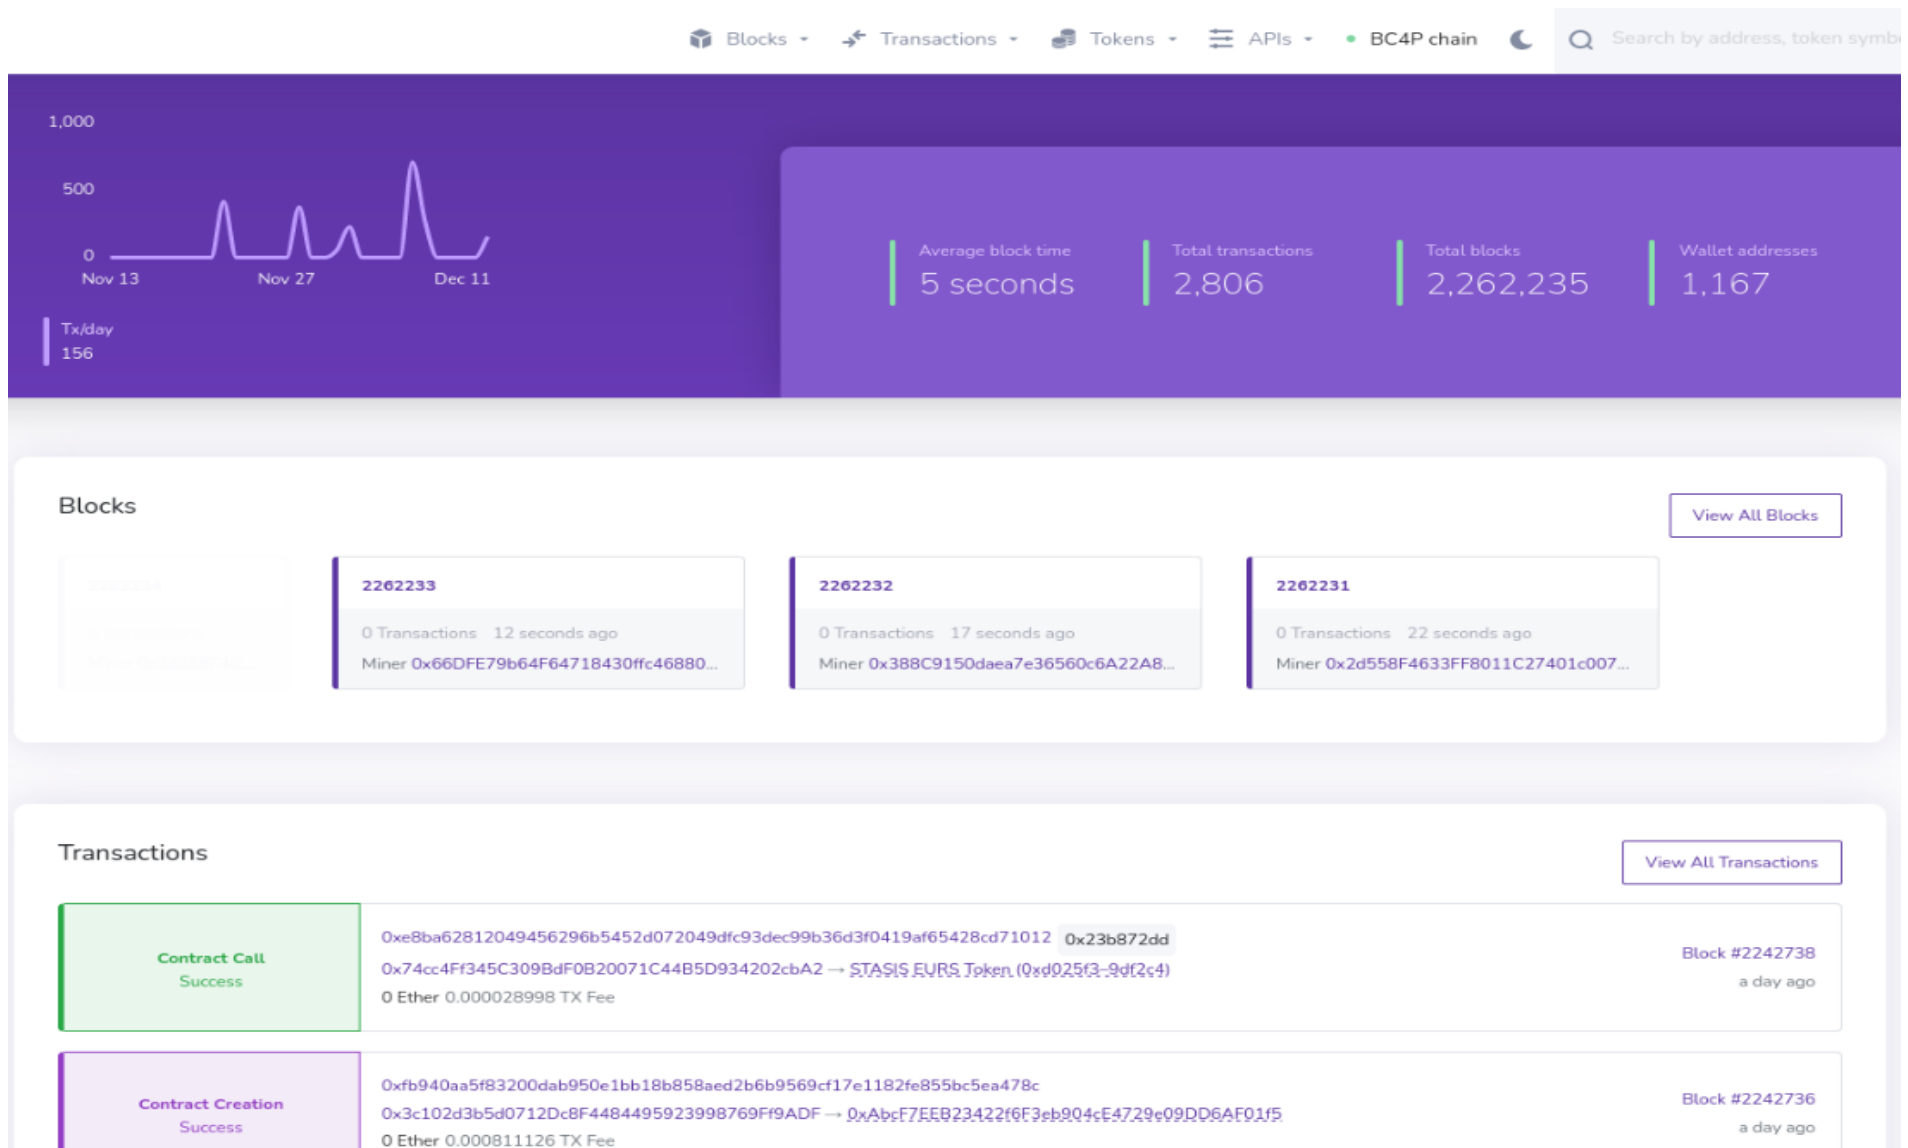 Blocks Transactions Tokens APIs BC4P chain Search by address, token symb
1,000
500
0
Nov 13 Nov 27 Dec 11
Tx/day
156
Average block time
5 seconds
Total transactions
2,806
Total blocks
2,262,235
Wallet addresses
1,167
Blocks
View All Blocks
2262233
0 Transactions 12 seconds ago
Miner 0x66DFE79b64F64718430ffc46880...
2262232
0 Transactions 17 seconds ago
Miner 0x388C9150daea7e36560c6A22A8...
2262231
0 Transactions 22 seconds ago
Miner 0x2d558F4633FF8011C27401c007...
Transactions
View All Transactions
Contract Call
Success
0xe8ba62812049456296b5452d072049dfc93dec99b36d3f0419af65428cd71012 0x23b872dd
0x74cc4Ff345C309BdF0B20071C44B5D934202cbA2 → STASIS EURS Token (0xd025f3–9df2c4)
0 Ether 0.000028998 TX Fee
Block #2242738
a day ago
Contract Creation
Success
0xfb940aa5f83200dab950e1bb18b858aed2b6b9569cf17e1182fe855bc5ea478c
0x3c102d3b5d0712Dc8F4484495923998769Ff9ADF → 0xAbcF7EEB23422f6F3eb904cE4729e09DD6AF01f5
0 Ether 0.000811126 TX Fee
Block #2242736
a day ago